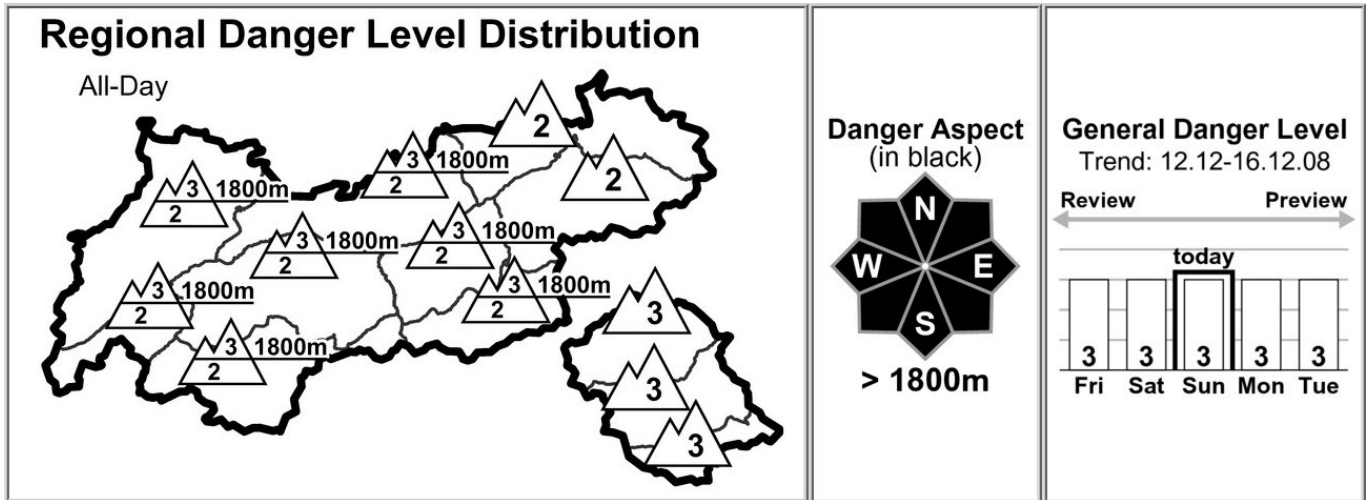 Regional Danger Level Distribution
All-Day
2
2
3 1800m
2
3 1800m
2
3 1800m
2
3 1800m
2
3 1800m
2
3 1800m
2
3 1800m
2
3
3
3
Danger Aspect
(in black)
N
W E
S
> 1800m
General Danger Level
Trend: 12.12-16.12.08
Review Preview
today
3 3 3 3 3
Fri Sat Sun Mon Tue